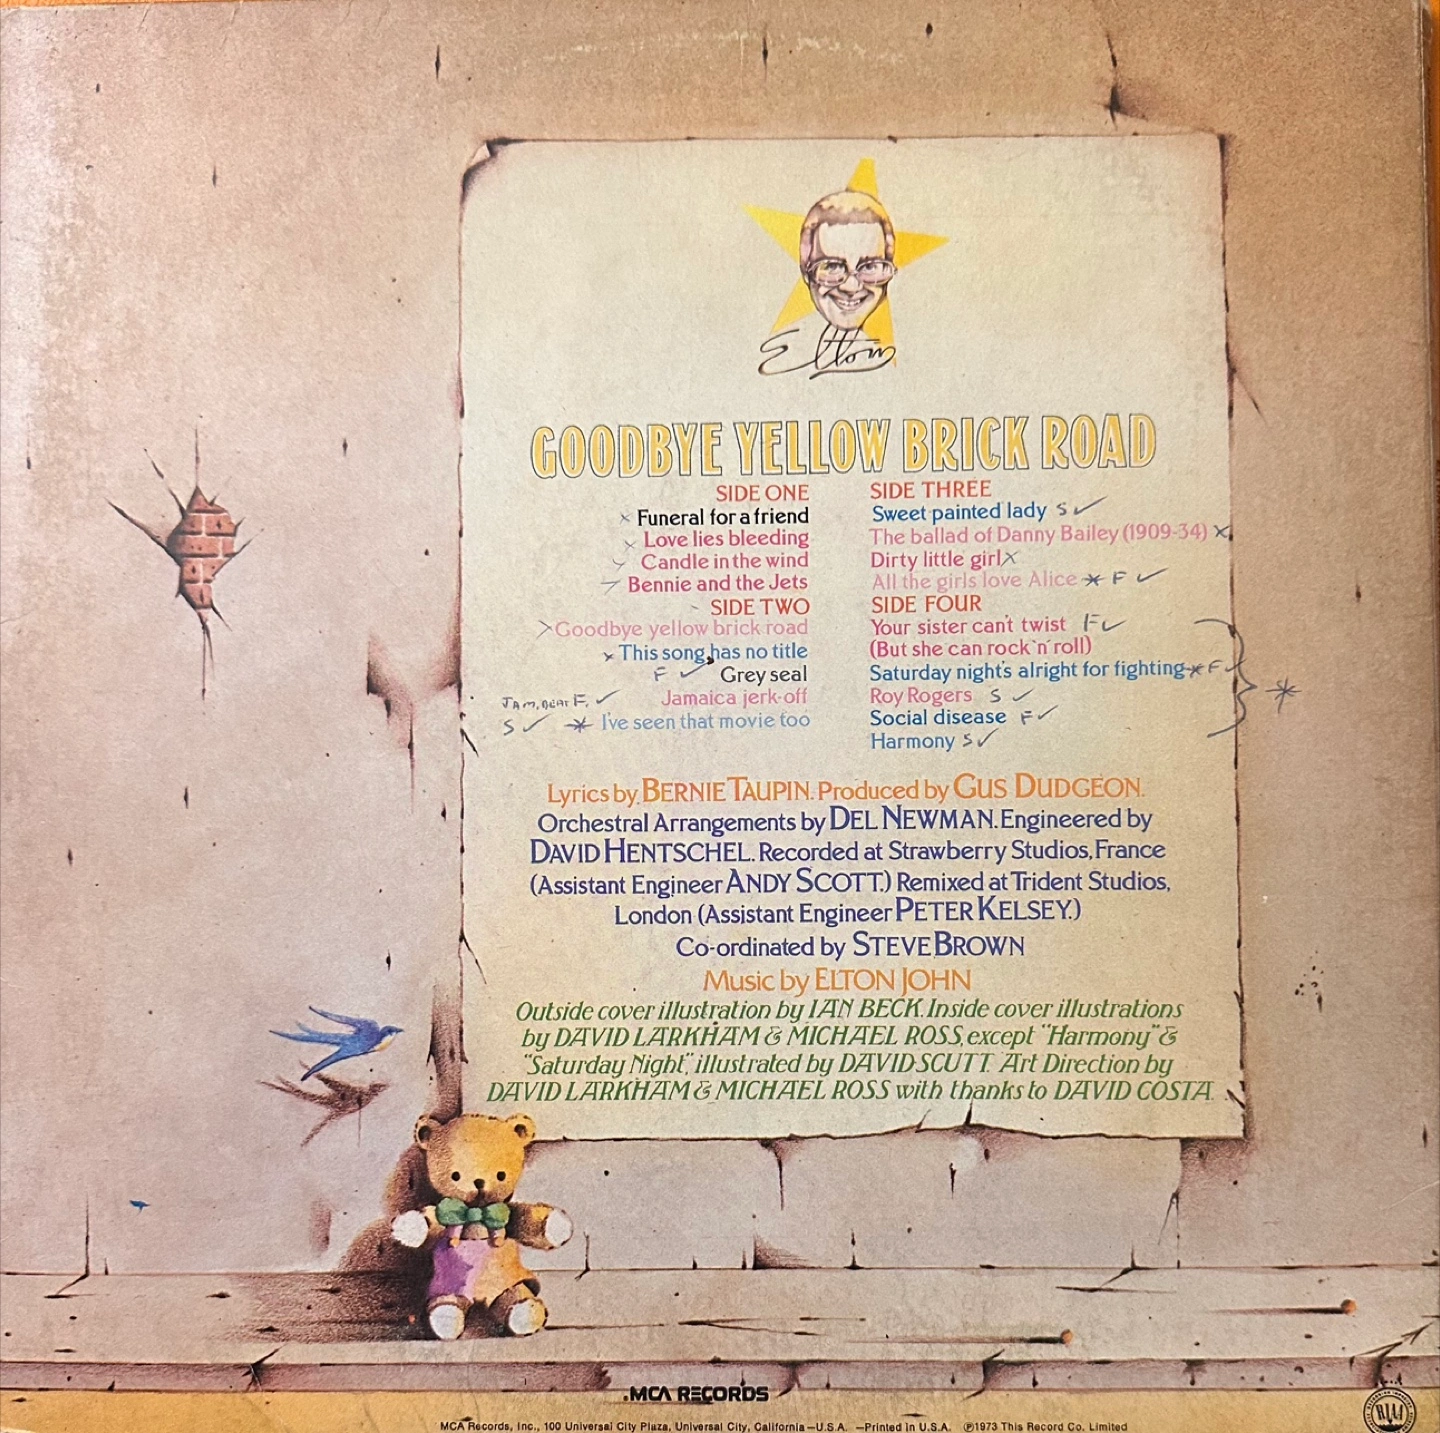 Elton
GOODBYE YELLOW BRICK ROAD
SIDE ONE
x Funeral for a friend
x Love lies bleeding
Candle in the wind
Bennie and the Jets
SIDE TWO
Goodbye yellow brick road
x This song has no title
F ✓ Grey seal
JAM. BEAT F. ✓ Jamaica jerk-off
S ✓ * I've seen that movie too
SIDE THREE
Sweet painted lady S ✓
The ballad of Danny Bailey (1909-34) x
Dirty little girl x
All the girls love Alice * F ✓
SIDE FOUR
Your sister can't twist F ✓
(But she can rock 'n' roll)
Saturday night's alright for fighting * F ✓
Roy Rogers S ✓
Social disease F ✓
Harmony S ✓
*
Lyrics by BERNIE TAUPIN. Produced by GUS DUDGEON.
Orchestral Arrangements by DEL NEWMAN. Engineered by
DAVID HENTSCHEL. Recorded at Strawberry Studios, France
(Assistant Engineer ANDY SCOTT.) Remixed at Trident Studios,
London (Assistant Engineer PETER KELSEY.)
Co-ordinated by STEVE BROWN
Music by ELTON JOHN
Outside cover illustration by IAN BECK. Inside cover illustrations
by DAVID LARKHAM & MICHAEL ROSS, except "Harmony" &
"Saturday Night", illustrated by DAVID SCUTT. Art Direction by
DAVID LARKHAM & MICHAEL ROSS with thanks to DAVID COSTA.
MCA RECORDS
MCA Records, Inc., 100 Universal City Plaza, Universal City, California—U.S.A. —Printed in U.S.A. ℗1973 This Record Co. Limited
RIAA